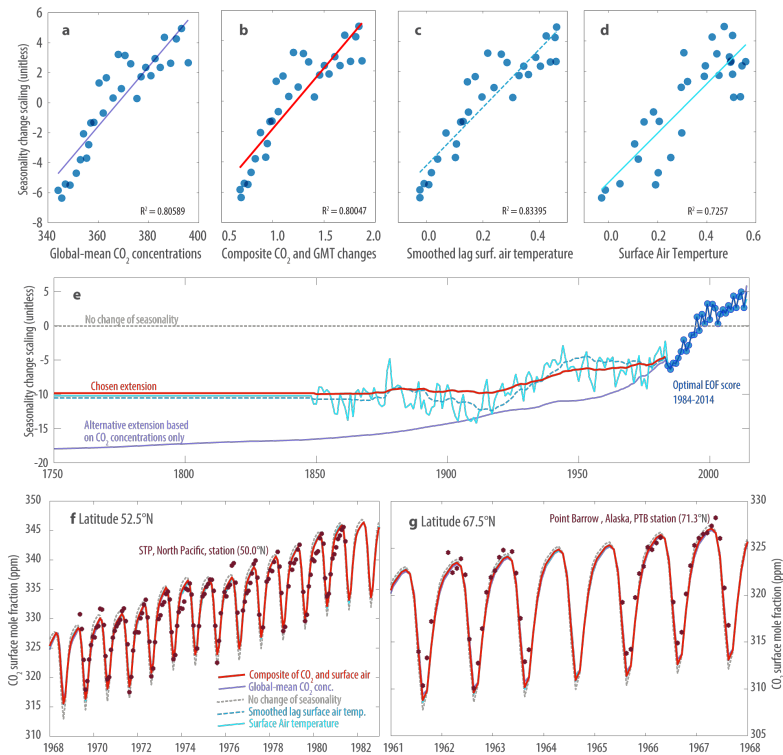 a
b
c
d
Seasonality change scaling (unitless)
6
4
2
0
-2
-4
-6
-8
R² = 0.80589
R² = 0.80047
R² = 0.83395
R² = 0.7257
340 360 380 400
0.5 1.0 1.5 2.0
0.0 0.2 0.4
0.0 0.2 0.4 0.6
Global-mean CO₂ concentrations
Composite CO₂ and GMT changes
Smoothed lag surf. air temperature
Surface Air Temperture
e
Seasonality change scaling (unitless)
5
0
-5
-10
-15
-20
No change of seasonality
Chosen extension
Alternative extension based
on CO₂ concentrations only
Optimal EOF score
1984-2014
1750 1800 1850 1900 1950 2000
f Latitude 52.5°N
CO₂ surface mole fraction (ppm)
350
345
340
335
330
325
320
315
310
STP, North Pacific, station (50.0°N)
Composite of CO₂ and surface air
Global-mean CO₂ conc.
No change of seasonality
Smoothed lag surface air temp.
Surface Air temperature
1968 1970 1972 1974 1976 1978 1980 1982
g Latitude 67.5°N
Point Barrow , Alaska, PTB station (71.3°N)
330
325
320
315
310
305
CO₂ surface mole fraction (ppm)
1961 1962 1963 1964 1965 1966 1967 1968